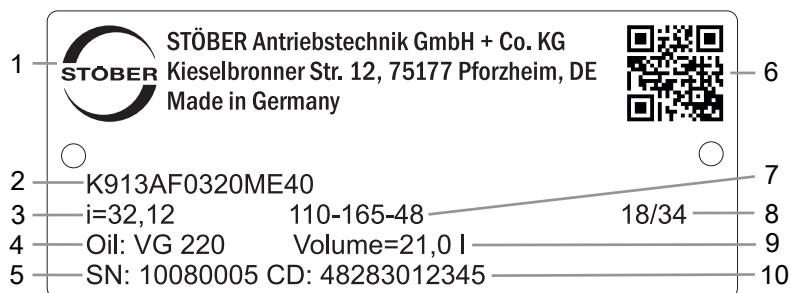 STÖBER Antriebstechnik GmbH + Co. KG
1 STÖBER Kieselbronner Str. 12, 75177 Pforzheim, DE 6
Made in Germany
7
2 K913AF0320ME40
3 i=32,12 110-165-48 18/34 8
4 Oil: VG 220 Volume=21,0 l 9
5 SN: 10080005 CD: 48283012345 10